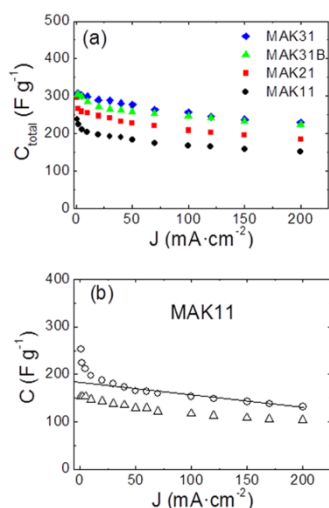 500
(a)
MAK31
400
MAK31B
MAK21
300
MAK11
200
100
0
C_total (F g⁻¹)
0 50 100 150 200
J (mA·cm⁻²)
400
(b)
MAK11
300
200
100
0
C (F g⁻¹)
0 50 100 150 200
J (mA·cm⁻²)